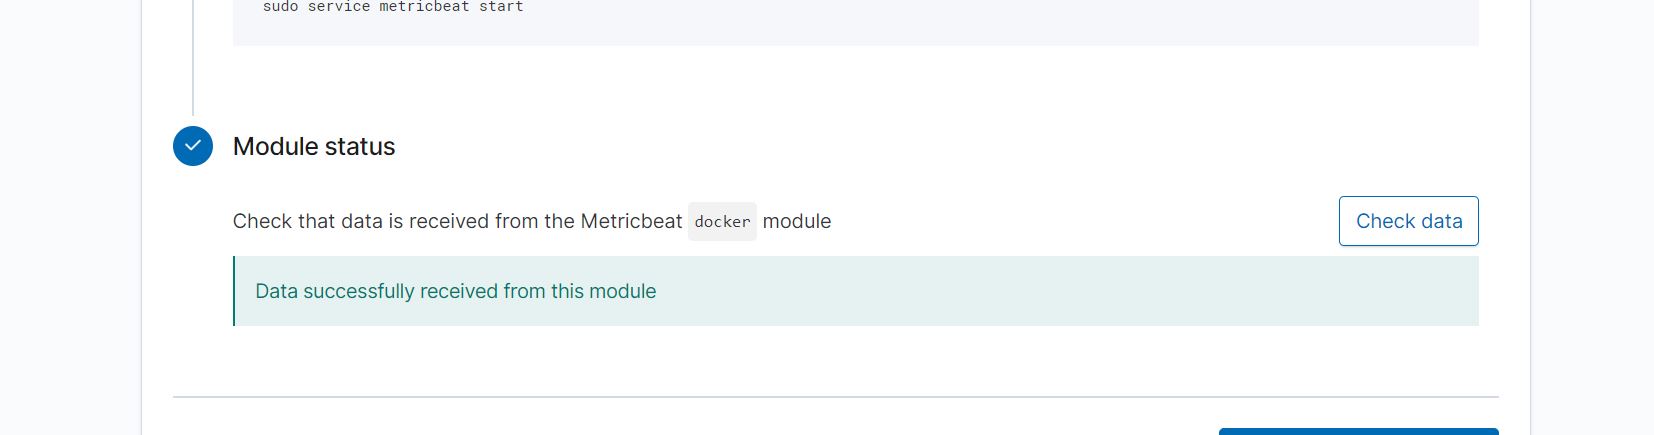 sudo service metricbeat start
Module status
Check that data is received from the Metricbeat docker module
Check data
Data successfully received from this module